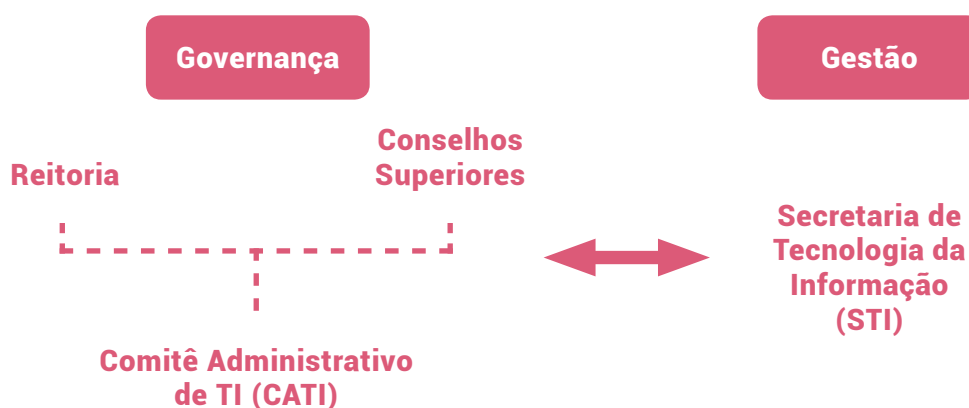 Governança
Gestão
Reitoria
Conselhos
Superiores
Secretaria de
Tecnologia da
Informação
(STI)
Comitê Administrativo
de TI (CATI)